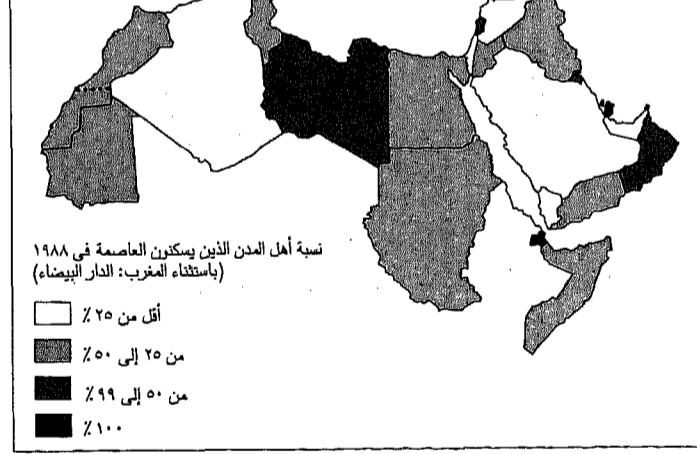 نسبة أهل المدن الذين يسكنون العاصمة فى ١٩٨٨
(باستثناء المغرب: الدار البيضاء)
أقل من ٢٥ ٪
من ٢٥ إلى ٥٠ ٪
من ٥٠ إلى ٩٩ ٪
١٠٠ ٪